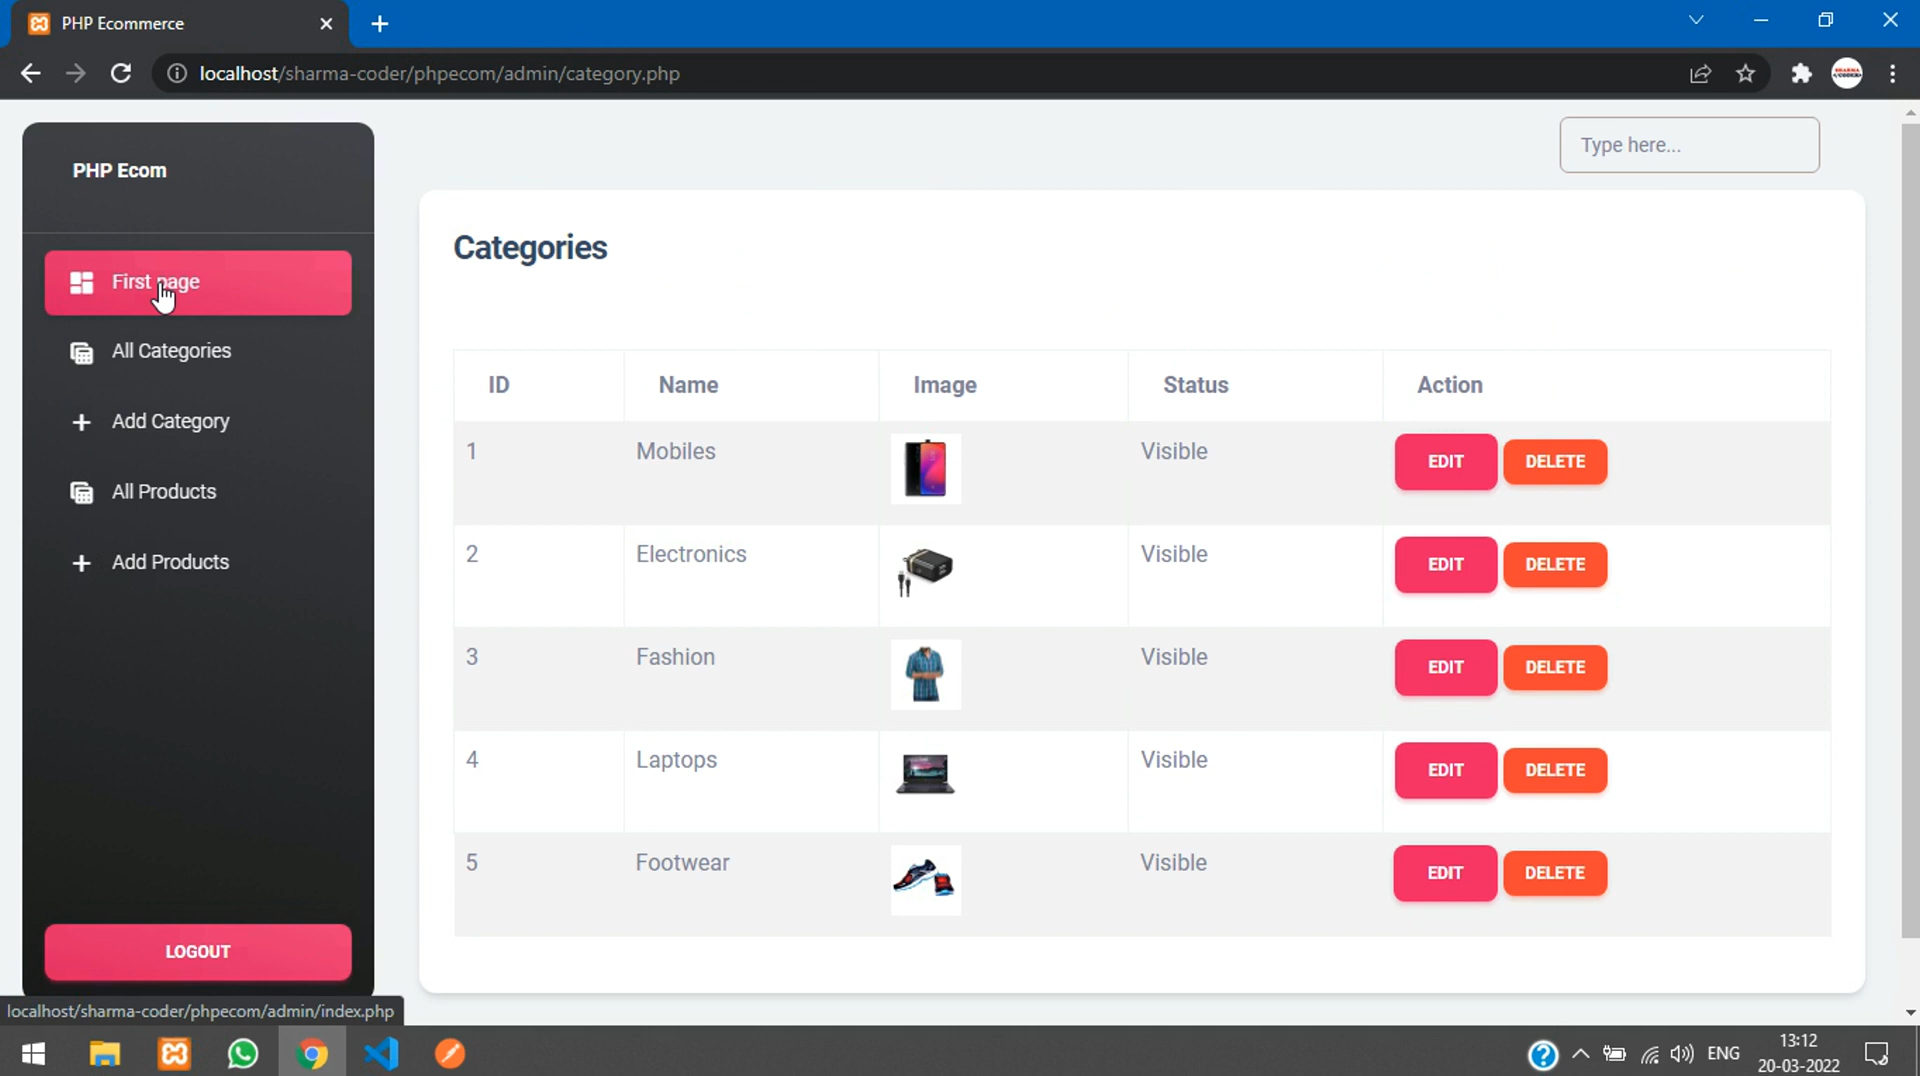 PHP Ecommerce
localhost/sharma-coder/phpecom/admin/category.php
PHP Ecom
Type here...
First page
All Categories
Add Category
All Products
Add Products
LOGOUT
Categories
ID Name Image Status Action
1 Mobiles Visible EDIT DELETE
2 Electronics Visible EDIT DELETE
3 Fashion Visible EDIT DELETE
4 Laptops Visible EDIT DELETE
5 Footwear Visible EDIT DELETE
localhost/sharma-coder/phpecom/admin/index.php
ENG
13:12
20-03-2022